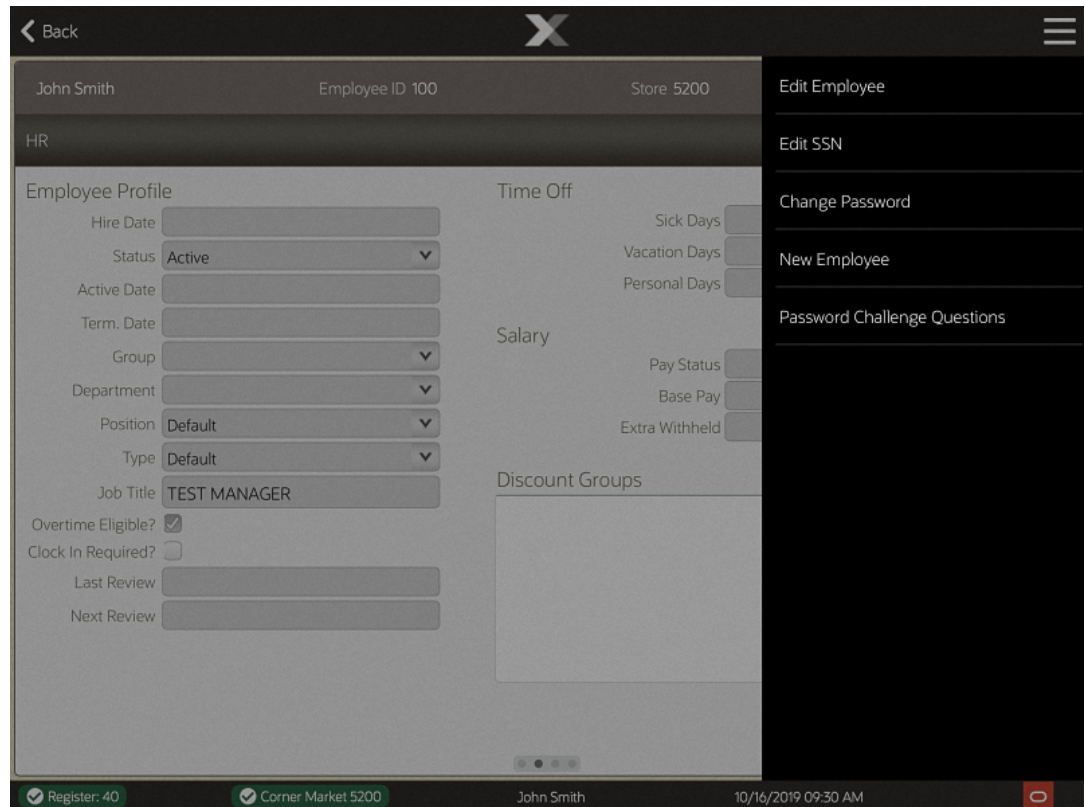 Back
John Smith Employee ID 100 Store 5200
HR
Employee Profile
Hire Date
Status Active
Active Date
Term. Date
Group
Department
Position Default
Type Default
Job Title TEST MANAGER
Overtime Eligible?
Clock In Required?
Last Review
Next Review
Time Off
Sick Days
Vacation Days
Personal Days
Salary
Pay Status
Base Pay
Extra Withheld
Discount Groups
Edit Employee
Edit SSN
Change Password
New Employee
Password Challenge Questions
Register: 40 Corner Market 5200 John Smith 10/16/2019 09:30 AM